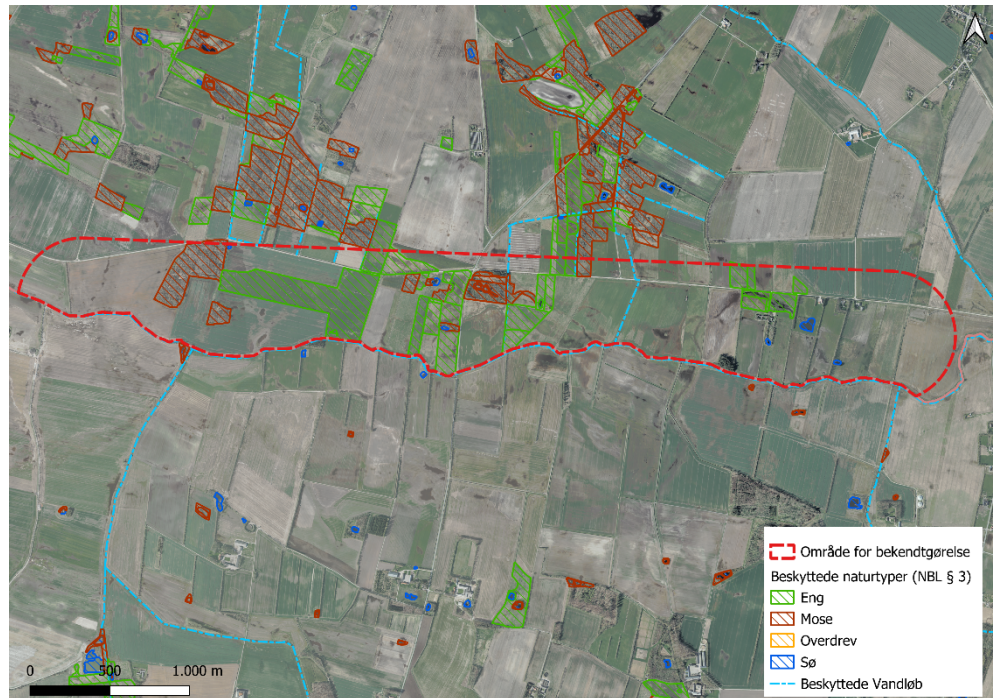 Område for bekendtgørelse
Beskyttede naturtyper (NBL § 3)
Eng
Mose
Overdrev
Sø
Beskyttede Vandløb
0 500 1.000 m